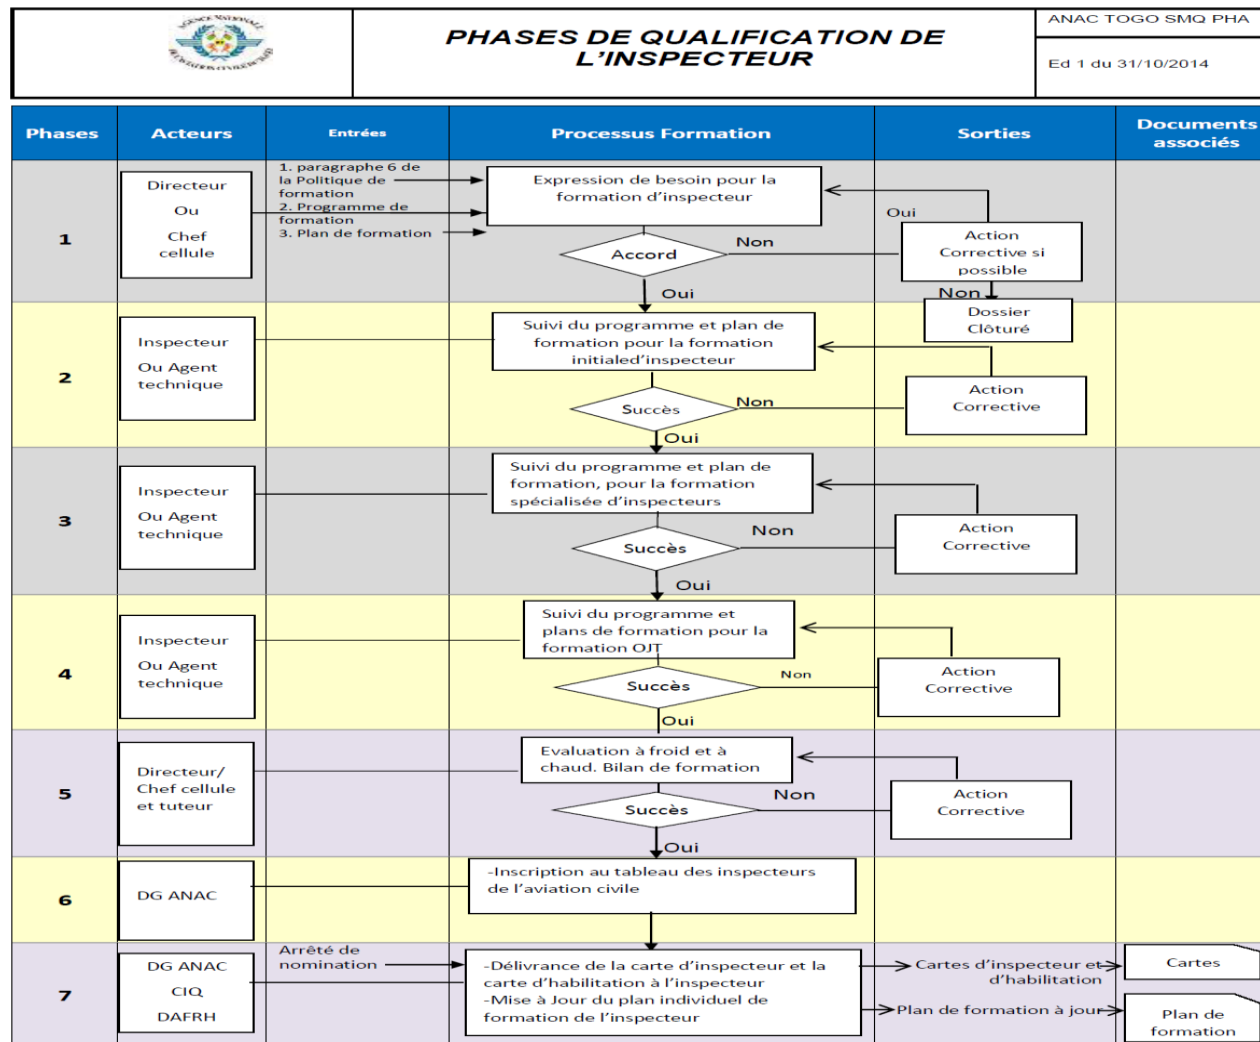 AGENCE NATIONALE
PHASES DE QUALIFICATION DE
L'INSPECTEUR
ANAC TOGO SMQ PHA
Ed 1 du 31/10/2014
Phases
Acteurs
Entrées
Processus Formation
Sorties
Documents
associés
1
Directeur
Ou
Chef
cellule
1. paragraphe 6 de
la Politique de
formation
2. Programme de
formation
3. Plan de formation
Expression de besoin pour la
formation d'inspecteur
Accord
Non
Oui
Oui
Action
Corrective si
possible
Non
Dossier
Clôturé
2
Inspecteur
Ou Agent
technique
Suivi du programme et plan de
formation pour la formation
initialed'inspecteur
Succès
Non
Oui
Action
Corrective
3
Inspecteur
Ou Agent
technique
Suivi du programme et plan de
formation, pour la formation
spécialisée d'inspecteurs
Succès
Non
Oui
Action
Corrective
4
Inspecteur
Ou Agent
technique
Suivi du programme et
plans de formation pour la
formation OJT
Succès
Non
Oui
Action
Corrective
5
Directeur/
Chef cellule
et tuteur
Evaluation à froid et à
chaud. Bilan de formation
Succès
Non
Oui
Action
Corrective
6
DG ANAC
-Inscription au tableau des inspecteurs
de l'aviation civile
7
DG ANAC
CIQ
DAFRH
Arrêté de
nomination
-Délivrance de la carte d'inspecteur et la
carte d'habilitation à l'inspecteur
-Mise à Jour du plan individuel de
formation de l'inspecteur
Cartes d'inspecteur et
d'habilitation
Plan de formation à jour
Cartes
Plan de
formation